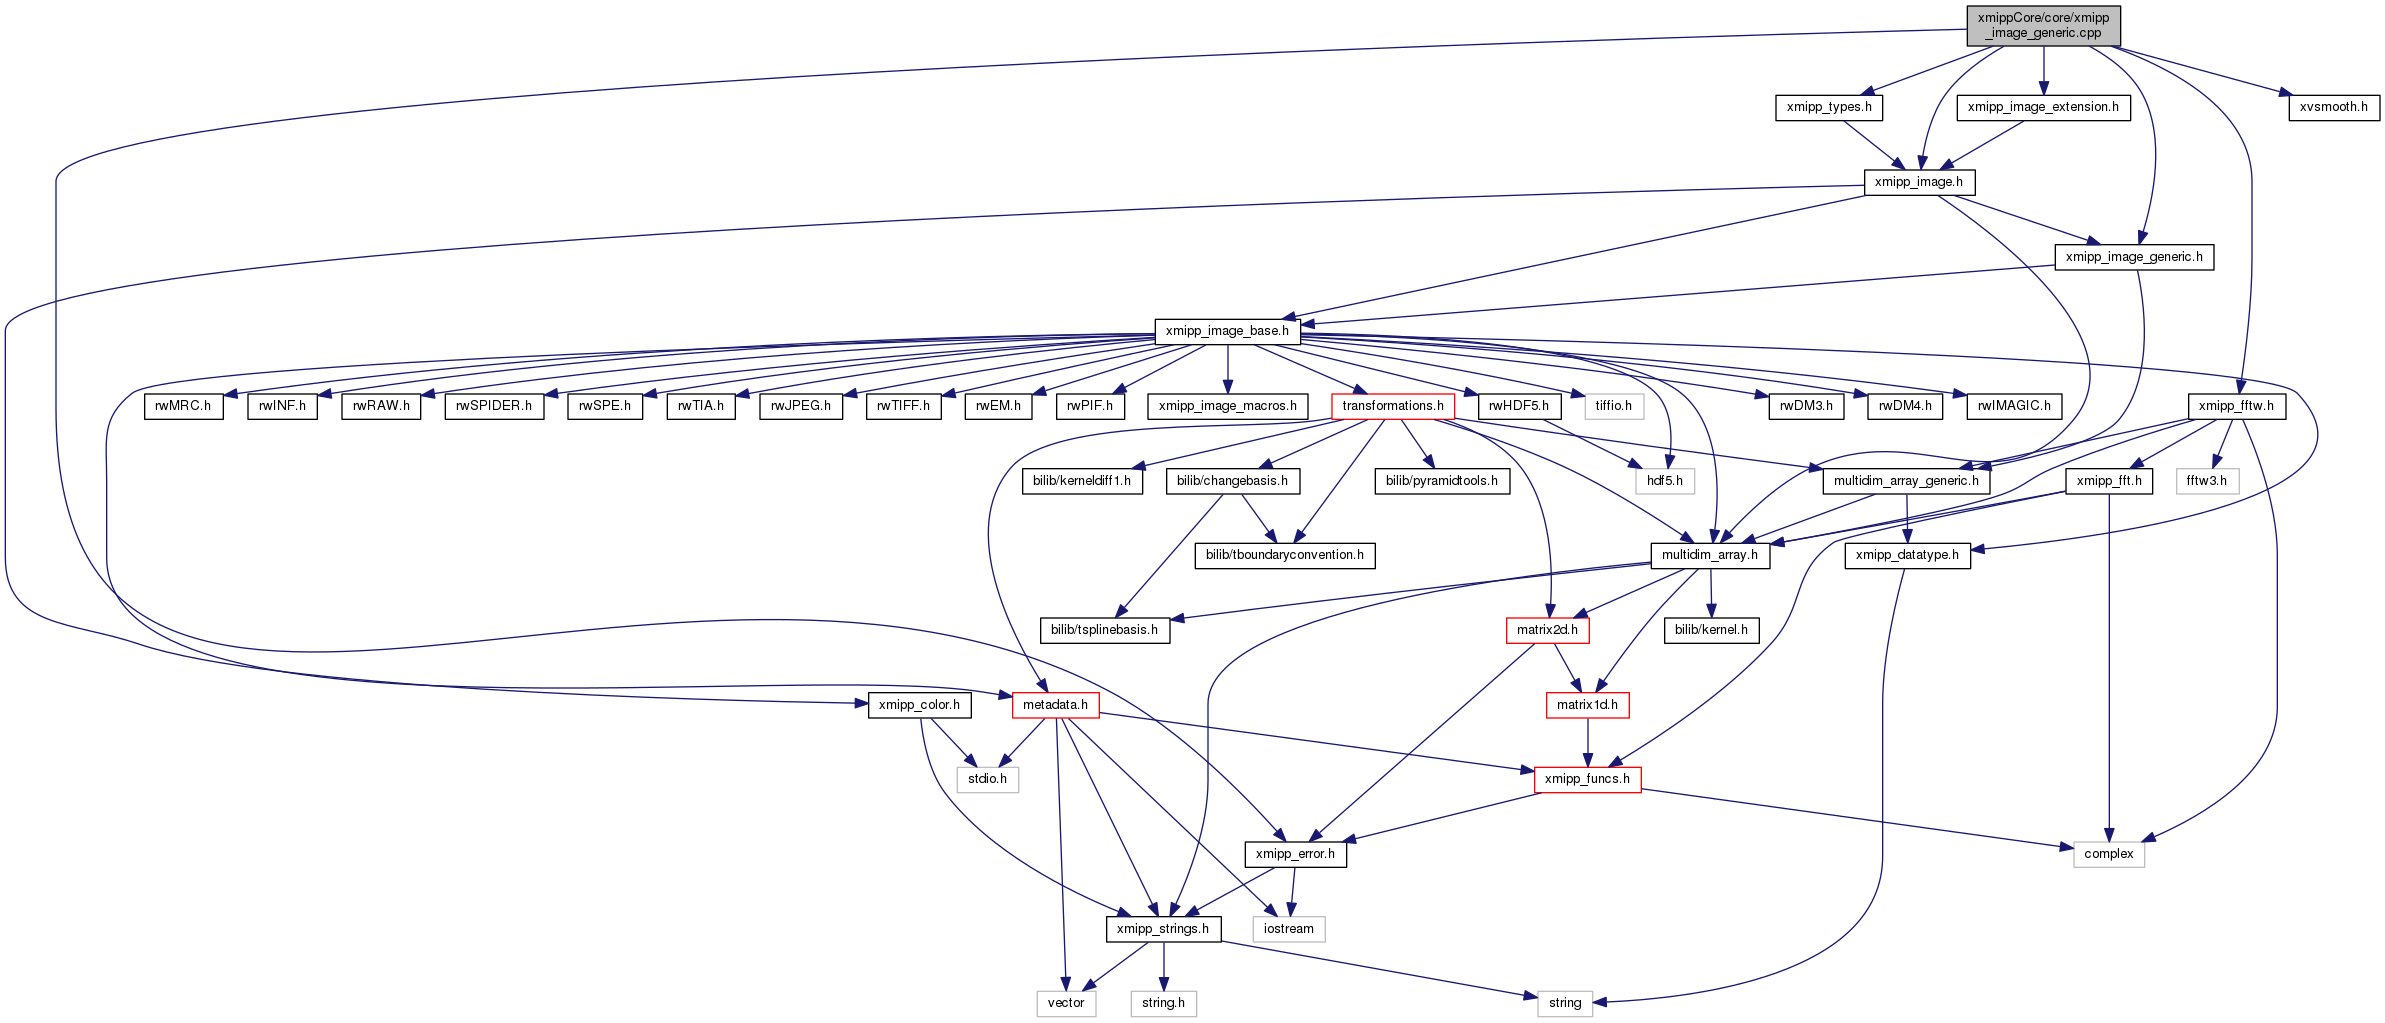 xmippCore/core/xmipp
_image_generic.cpp
xmipp_types.h
xmipp_image_extension.h
xvsmooth.h
xmipp_image.h
xmipp_image_generic.h
xmipp_image_base.h
rwMRC.h
rwINF.h
rwRAW.h
rwSPIDER.h
rwSPE.h
rwTIA.h
rwJPEG.h
rwTIFF.h
rwEM.h
rwPIF.h
xmipp_image_macros.h
transformations.h
rwHDF5.h
tiffio.h
rwDM3.h
rwDM4.h
rwIMAGIC.h
xmipp_fftw.h
bilib/kerneldiff1.h
bilib/changebasis.h
bilib/pyramidtools.h
hdf5.h
multidim_array_generic.h
xmipp_fft.h
fftw3.h
bilib/tboundaryconvention.h
multidim_array.h
xmipp_datatype.h
bilib/tsplinebasis.h
matrix2d.h
bilib/kernel.h
xmipp_color.h
metadata.h
matrix1d.h
stdio.h
xmipp_funcs.h
xmipp_error.h
complex
xmipp_strings.h
iostream
vector
string.h
string